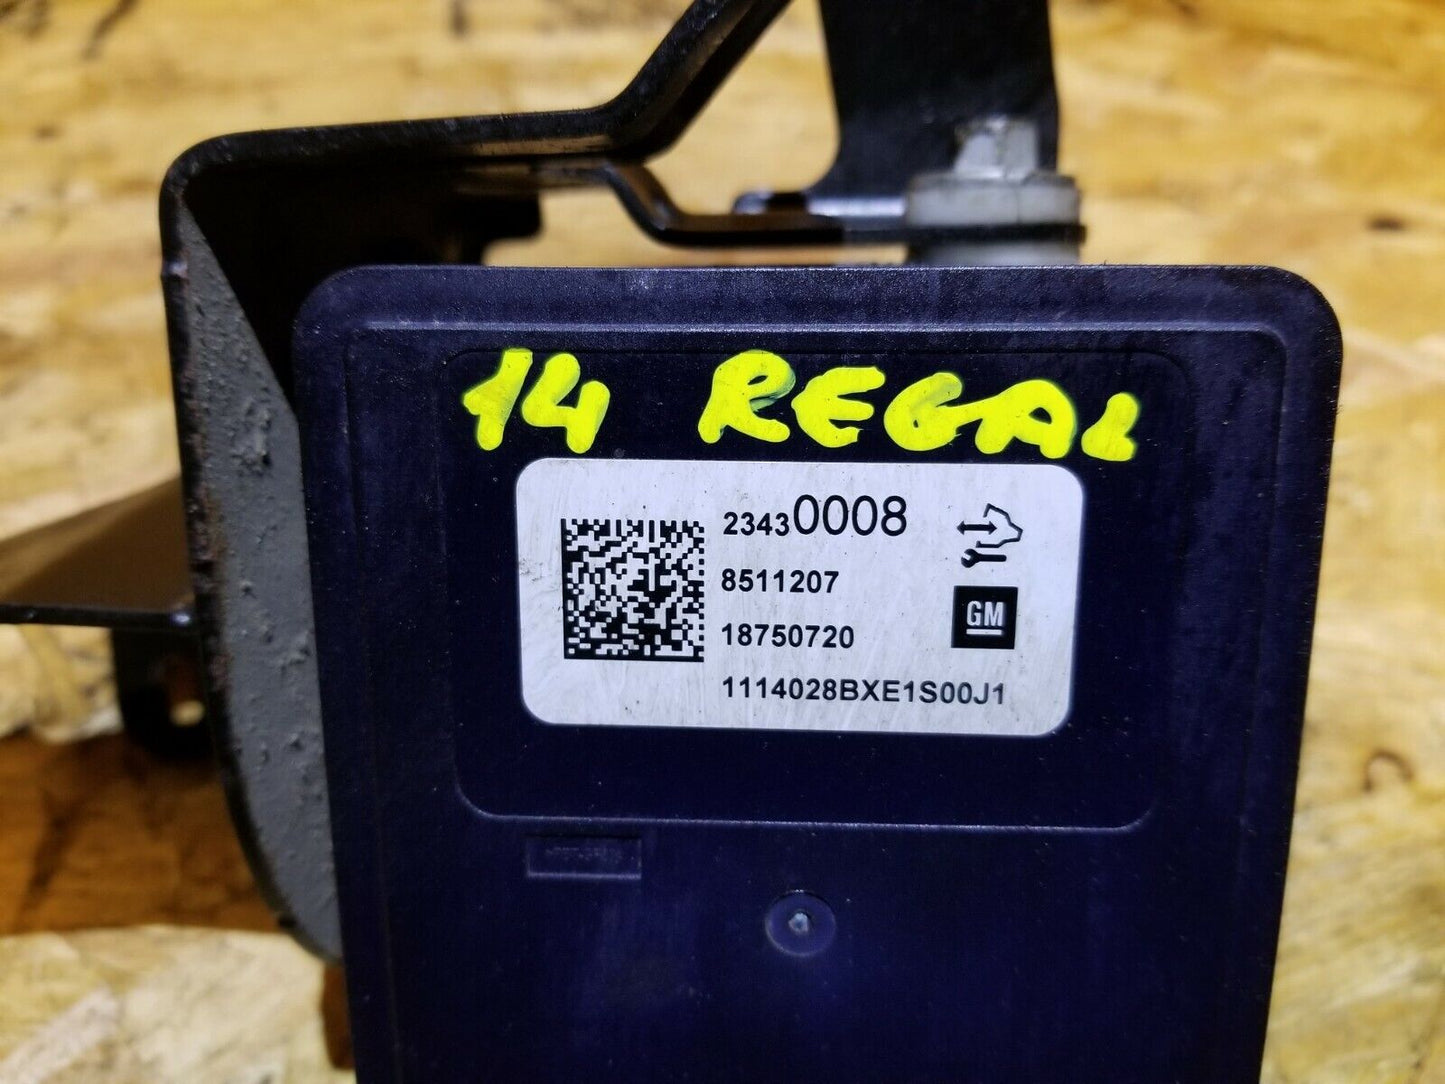 14 REGAL
23430008
8511207
18750720
GM
1114028BXE1S00J1